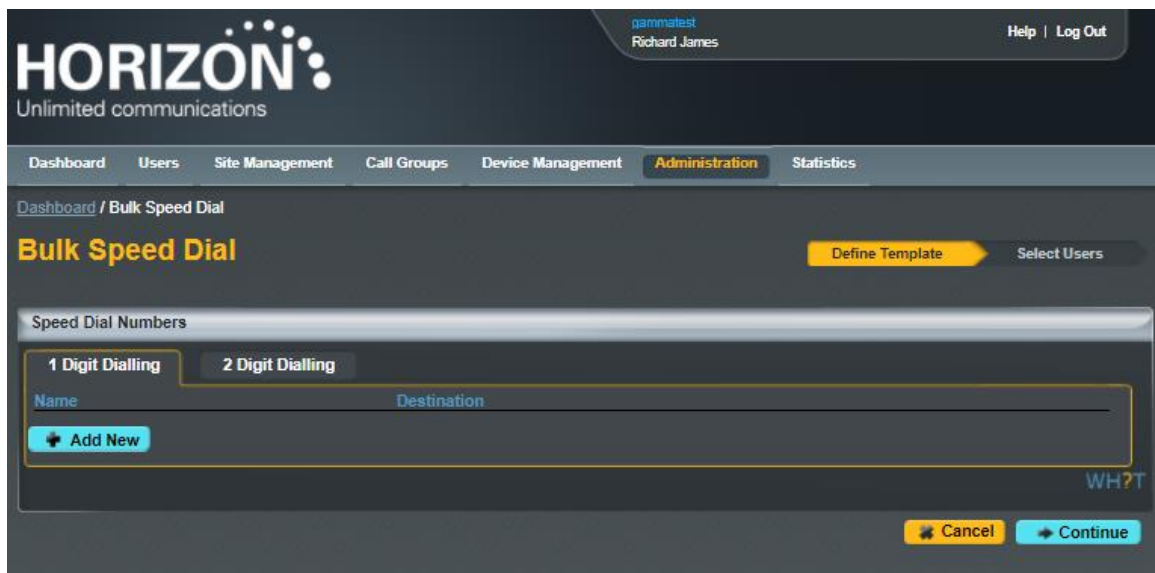 gammatest
Richard James
Help | Log Out
HORIZON
Unlimited communications
Dashboard Users Site Management Call Groups Device Management Administration Statistics
Dashboard / Bulk Speed Dial
Bulk Speed Dial
Define Template Select Users
Speed Dial Numbers
1 Digit Dialling 2 Digit Dialling
Name Destination
Add New
WH?T
Cancel Continue